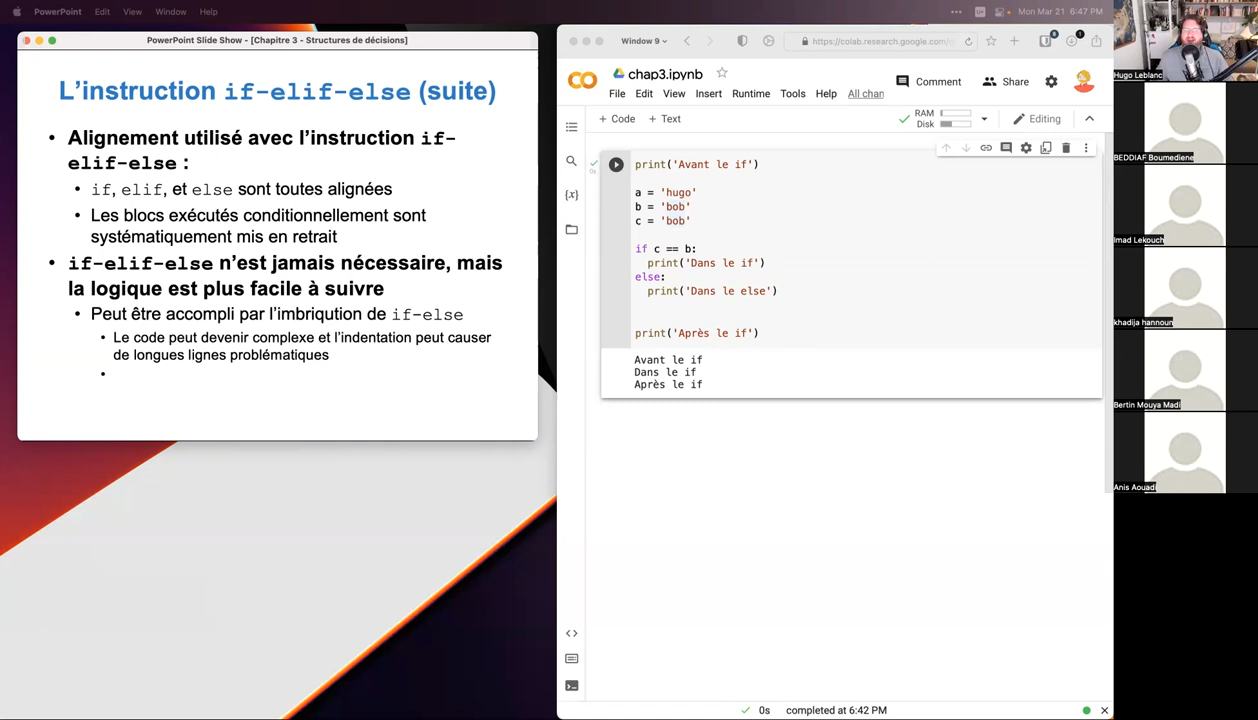 PowerPoint Edit View Window Help
Mon Mar 21 6:47 PM
PowerPoint Slide Show - [Chapitre 3 - Structures de décisions]
L'instruction if-elif-else (suite)
• Alignement utilisé avec l'instruction if-
elif-else :
• if, elif, et else sont toutes alignées
• Les blocs exécutés conditionnellement sont
systématiquement mis en retrait
• if-elif-else n'est jamais nécessaire, mais
la logique est plus facile à suivre
• Peut être accompli par l'imbriqution de if-else
• Le code peut devenir complexe et l'indentation peut causer
de longues lignes problématiques
•
Window 9
https://colab.research.google.com/
chap3.ipynb
Comment
Share
File Edit View Insert Runtime Tools Help All chan
+ Code + Text
RAM
Disk
Editing
print('Avant le if')
a = 'hugo'
b = 'bob'
c = 'bob'
if c == b:
print('Dans le if')
else:
print('Dans le else')
print('Après le if')
Avant le if
Dans le if
Après le if
0s completed at 6:42 PM
Hugo Leblanc
BEDDIAF Boumediene
Imad Lekouch
khadija hannoun
Bertin Mouya Madi
Anis Aouadi